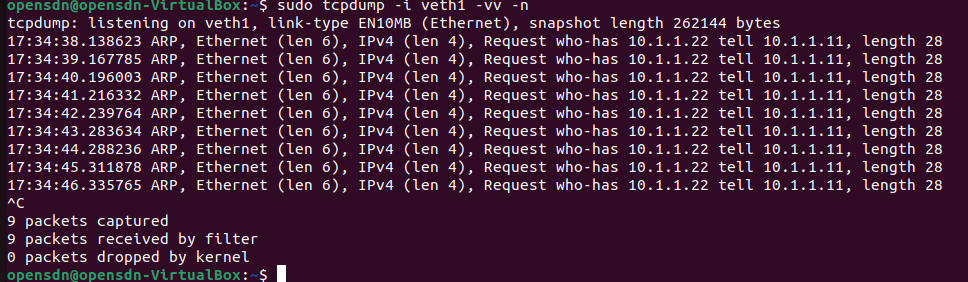 opensdn@opensdn-VirtualBox:~$ sudo tcpdump -i veth1 -vv -n
tcpdump: listening on veth1, link-type EN10MB (Ethernet), snapshot length 262144 bytes
17:34:38.138623 ARP, Ethernet (len 6), IPv4 (len 4), Request who-has 10.1.1.22 tell 10.1.1.11, length 28
17:34:39.167785 ARP, Ethernet (len 6), IPv4 (len 4), Request who-has 10.1.1.22 tell 10.1.1.11, length 28
17:34:40.196003 ARP, Ethernet (len 6), IPv4 (len 4), Request who-has 10.1.1.22 tell 10.1.1.11, length 28
17:34:41.216332 ARP, Ethernet (len 6), IPv4 (len 4), Request who-has 10.1.1.22 tell 10.1.1.11, length 28
17:34:42.239764 ARP, Ethernet (len 6), IPv4 (len 4), Request who-has 10.1.1.22 tell 10.1.1.11, length 28
17:34:43.283634 ARP, Ethernet (len 6), IPv4 (len 4), Request who-has 10.1.1.22 tell 10.1.1.11, length 28
17:34:44.288236 ARP, Ethernet (len 6), IPv4 (len 4), Request who-has 10.1.1.22 tell 10.1.1.11, length 28
17:34:45.311878 ARP, Ethernet (len 6), IPv4 (len 4), Request who-has 10.1.1.22 tell 10.1.1.11, length 28
17:34:46.335765 ARP, Ethernet (len 6), IPv4 (len 4), Request who-has 10.1.1.22 tell 10.1.1.11, length 28
^C
9 packets captured
9 packets received by filter
0 packets dropped by kernel
opensdn@opensdn-VirtualBox:~$